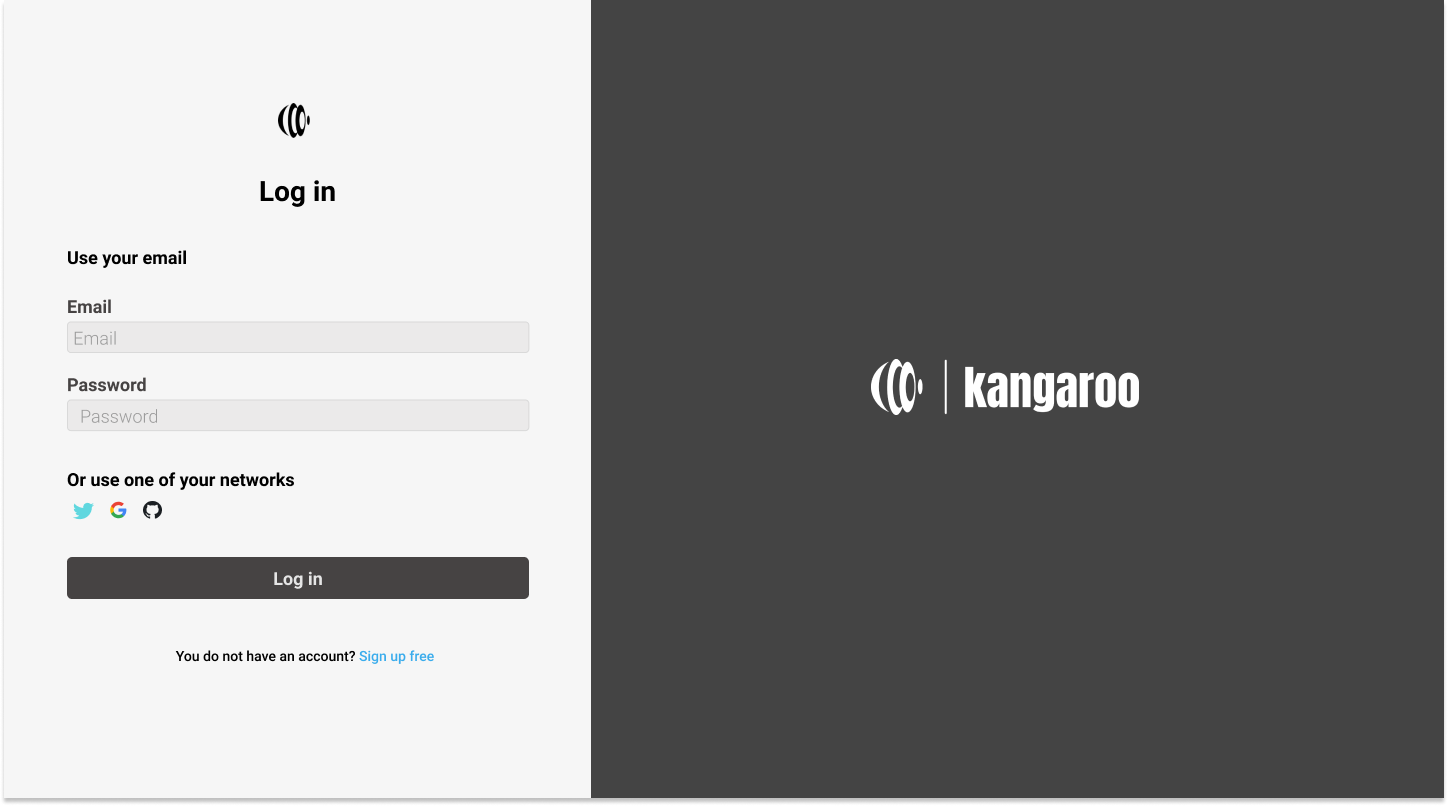 Log in
Use your email
Email
Email
Password
Password
Or use one of your networks
Log in
You do not have an account? Sign up free
kangaroo